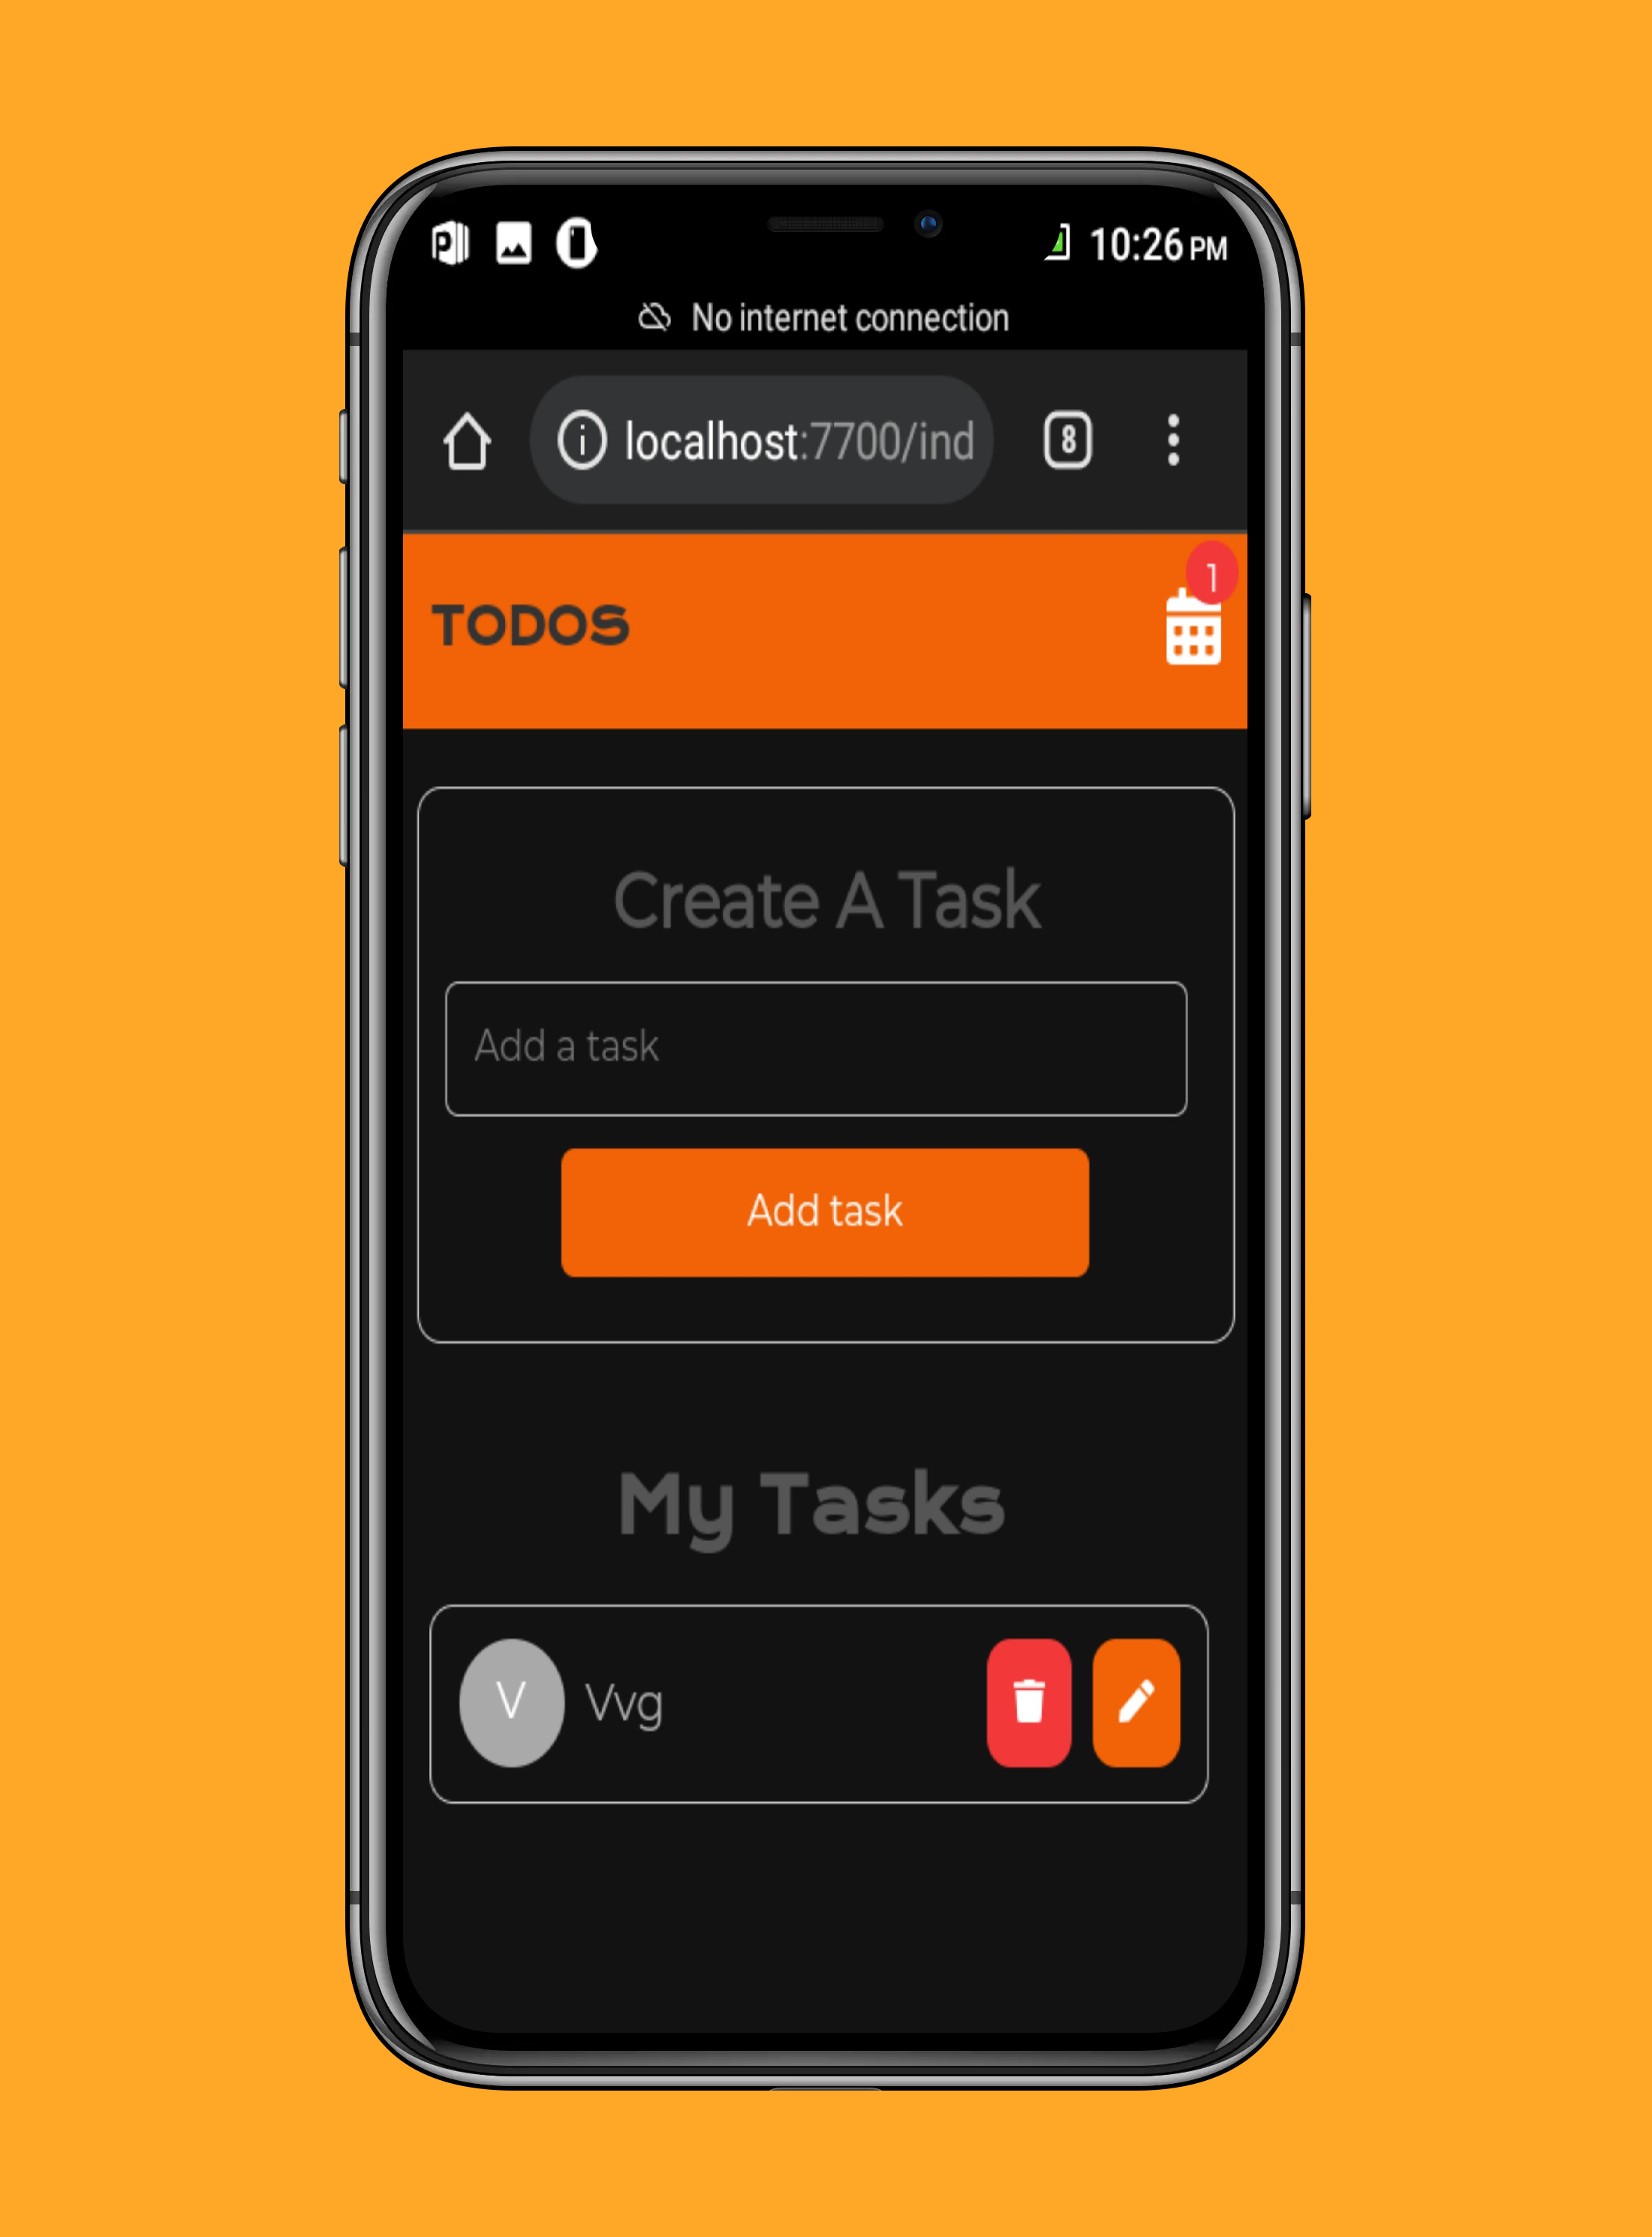 10:26 PM
No internet connection
localhost:7700/ind
8
TODOS
1
Create A Task
Add a task
Add task
My Tasks
V Vvg